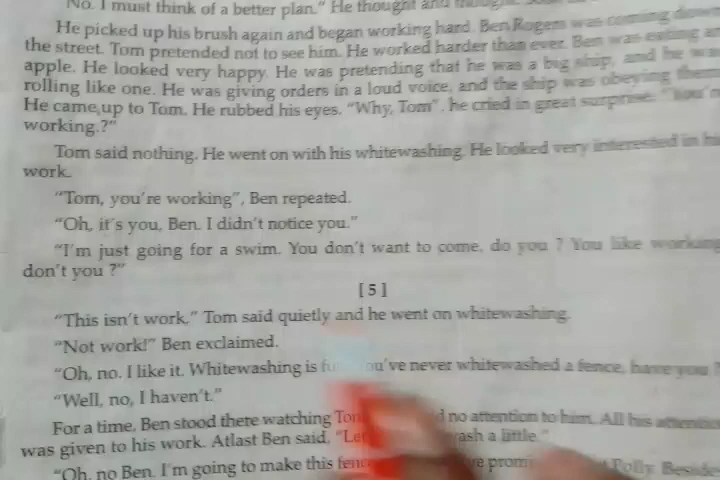 No. I must think of a better plan." He thought and
He picked up his brush again and began working hard. Ben Rogers was coming down
the street. Tom pretended not to see him. He worked harder than ever. Ben was eating an
apple. He looked very happy. He was pretending that he was a big ship, and he was
rolling like one. He was giving orders in a loud voice, and the ship was obeying them.
He came up to Tom. He rubbed his eyes. "Why, Tom". he cried in great surprise. "You're
working.?"
Tom said nothing. He went on with his whitewashing. He looked very interested in his
work.
"Tom, you're working", Ben repeated.
"Oh, it's you, Ben. I didn't notice you."
"I'm just going for a swim. You don't want to come, do you ? You like working
don't you ?"
[ 5 ]
"This isn't work." Tom said quietly and he went on whitewashing.
"Not work!" Ben exclaimed.
"Oh, no. I like it. Whitewashing is ou've never whitewashed a fence, have you ?
"Well, no, I haven't."
For a time, Ben stood there watching d no attention to him. All his attention
was given to his work. Atlast Ben said, ash a little."
"Oh, no Ben. I'm going to make this Polly. Besides